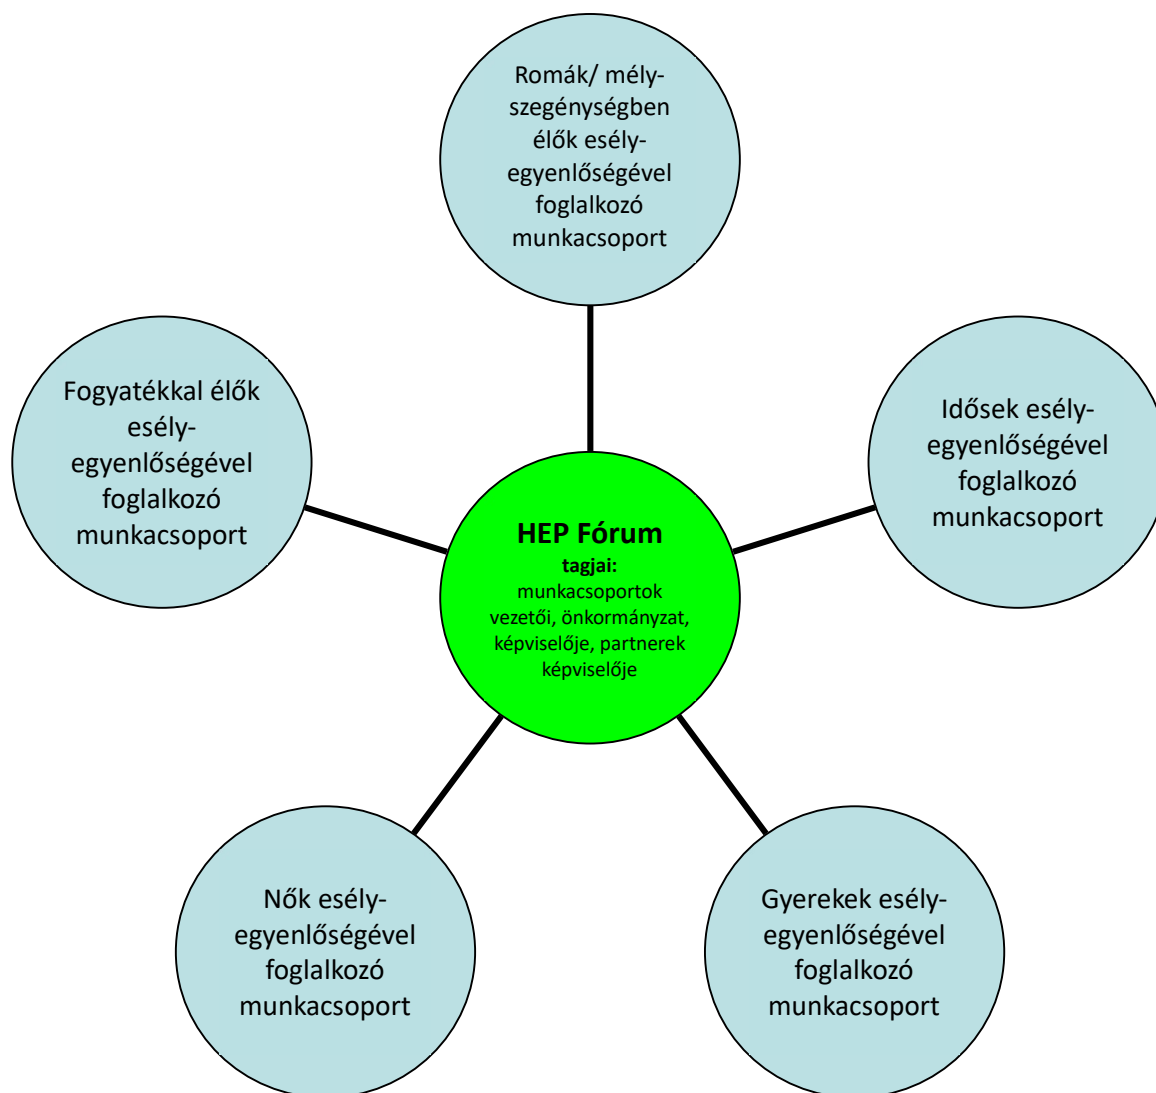 Romák/ mély-
szegénységben
élők esély-
egyenlőségével
foglalkozó
munkacsoport
Fogyatékkal élők
esély-
egyenlőségével
foglalkozó
munkacsoport
Idősek esély-
egyenlőségével
foglalkozó
munkacsoport
HEP Fórum
tagjai:
munkacsoportok
vezetői, önkormányzat,
képviselője, partnerek
képviselője
Nők esély-
egyenlőségével
foglalkozó
munkacsoport
Gyerekek esély-
egyenlőségével
foglalkozó
munkacsoport